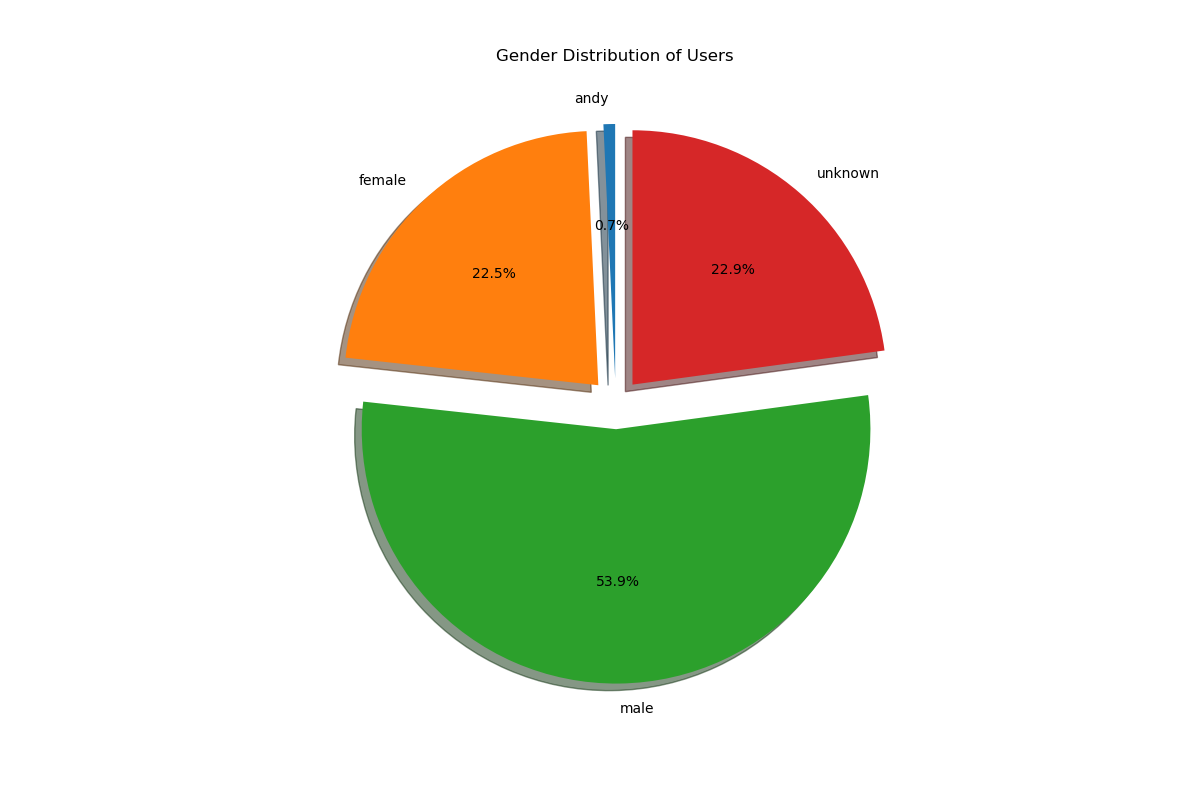 Gender Distribution of Users
andy
female
unknown
0.7%
22.5%
22.9%
53.9%
male